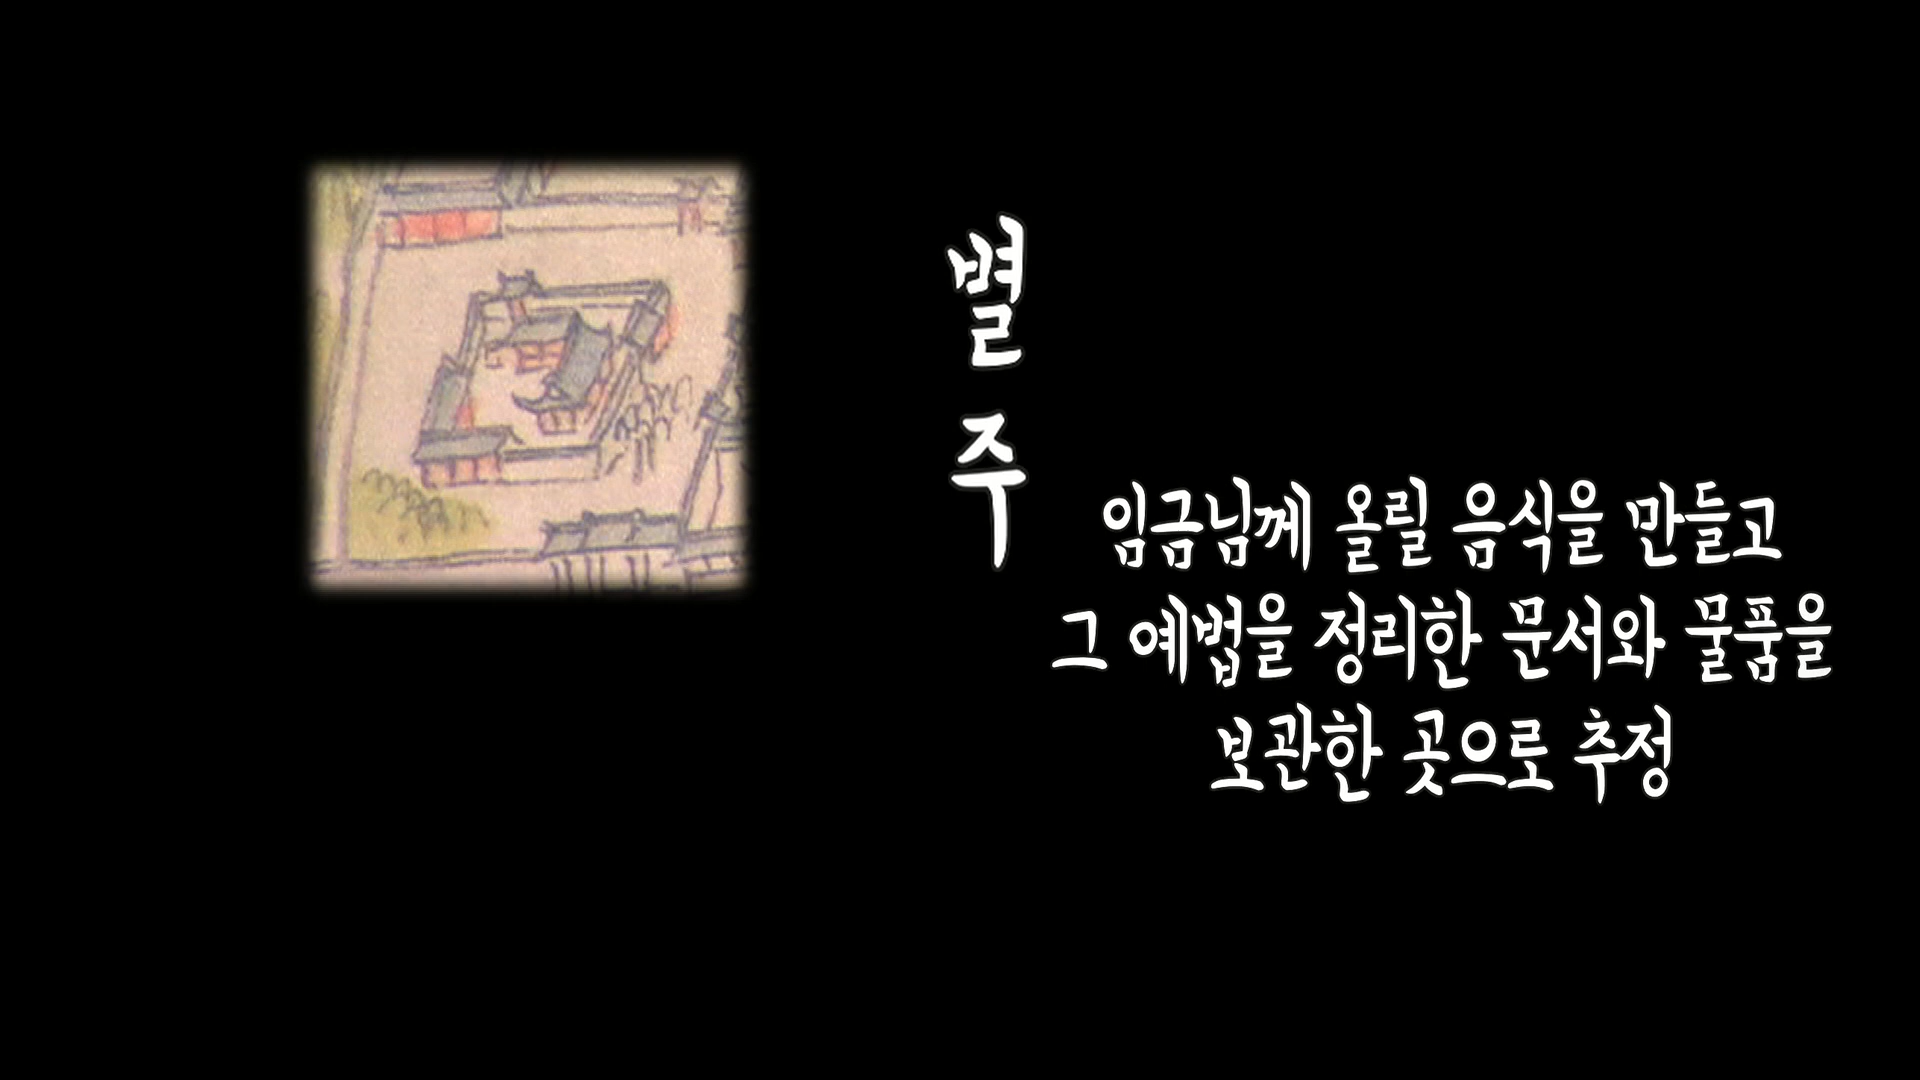 별주
임금님께 올릴 음식을 만들고
그 예법을 정리한 문서와 물품을
보관한 곳으로 추정